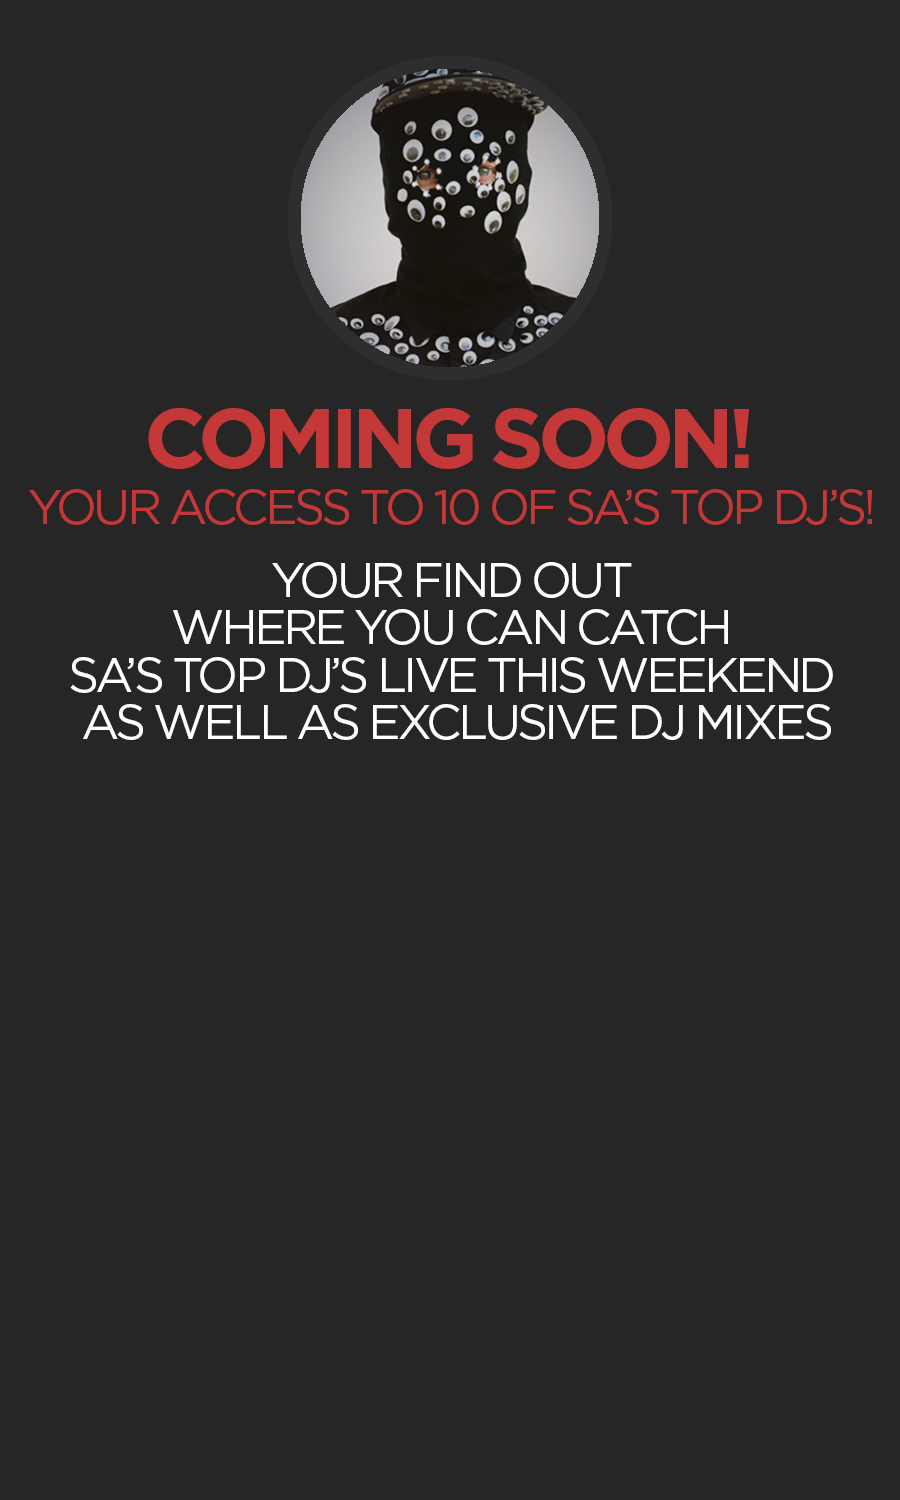 COMING SOON!
YOUR ACCESS TO 10 OF SA’S TOP DJ’S!
YOUR FIND OUT
WHERE YOU CAN CATCH
SA’S TOP DJ’S LIVE THIS WEEKEND
AS WELL AS EXCLUSIVE DJ MIXES